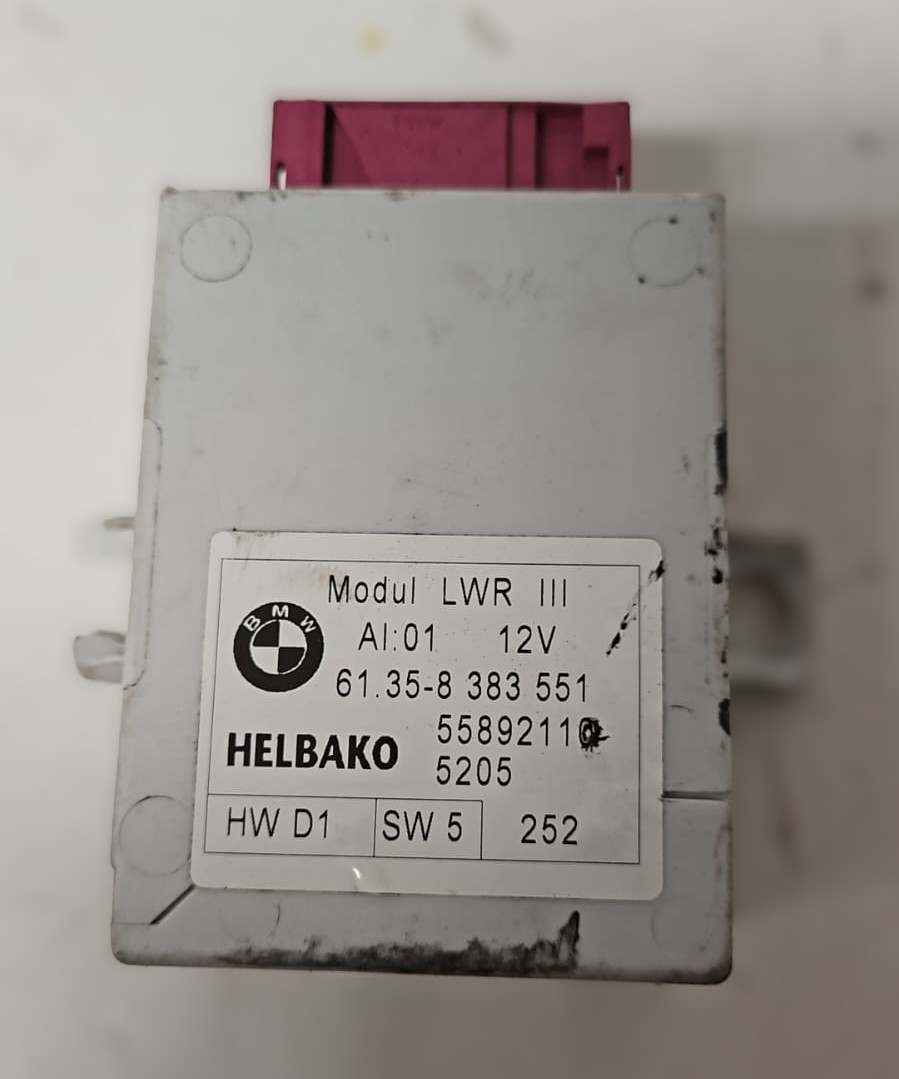 Modul LWR III
BMW
AI:01 12V
61.35-8 383 551
HELBAKO
5205
HW D1 SW 5 252